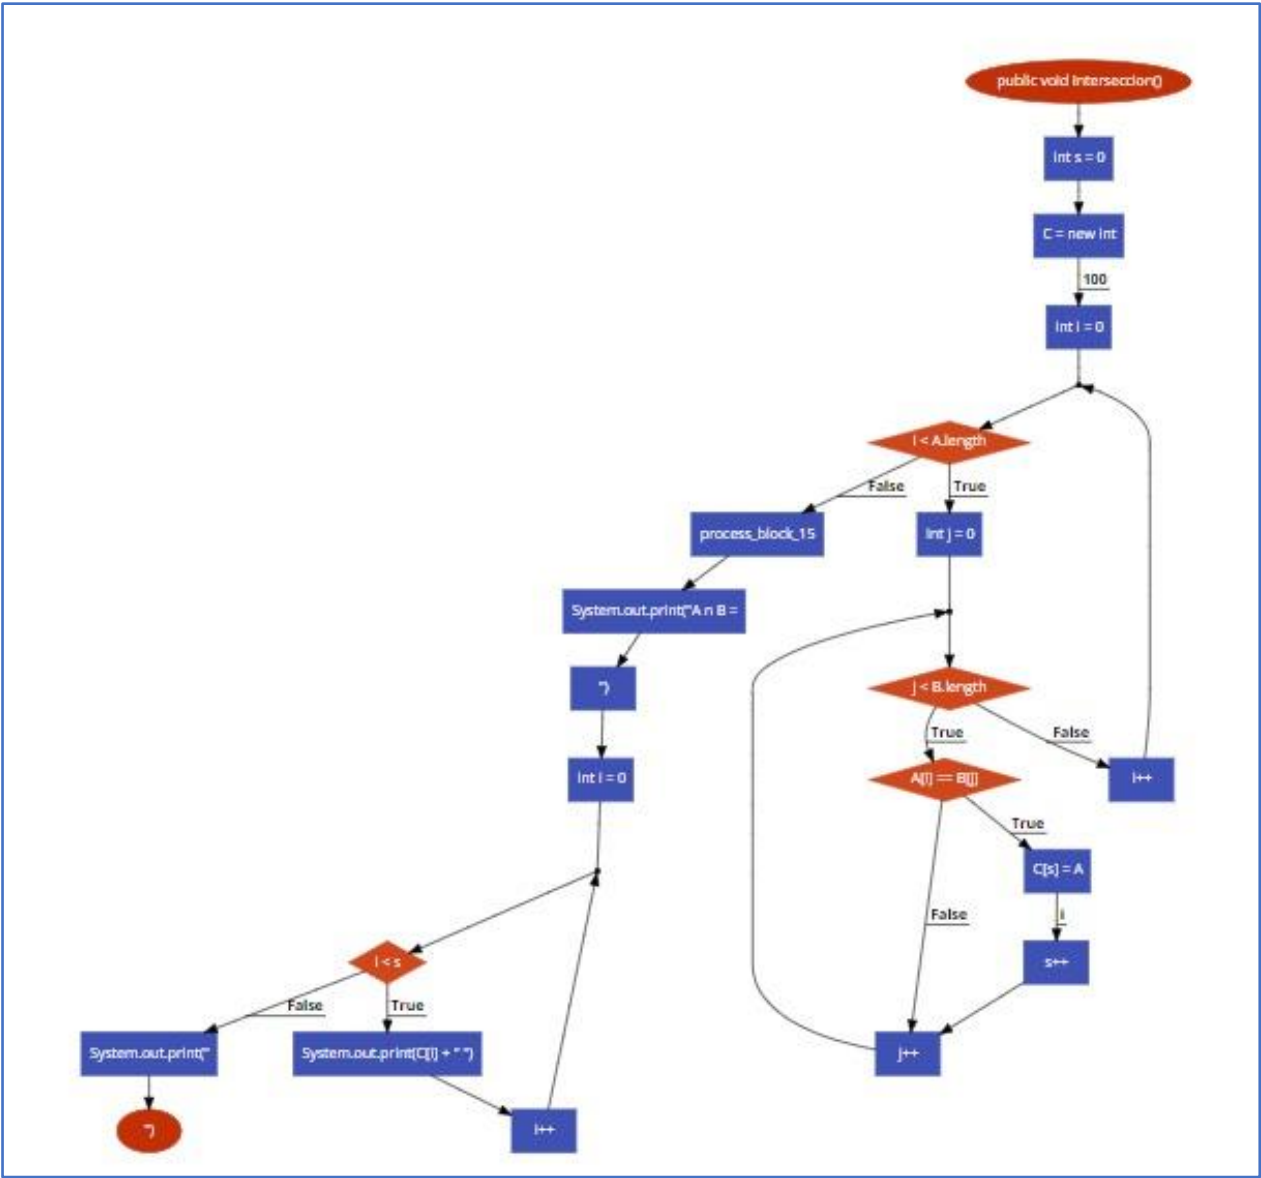 public void Interseccion()
int s = 0
C = new int
100
int i = 0
i < A.length
False
True
process_block_15
int j = 0
System.out.print("A n B =
")
j < B.length
True
False
int i = 0
A[i] == B[j]
i++
True
C[s] = A
False
i
i < s
s++
False
True
System.out.print("
System.out.print(C[i] + " ")
j++
")
i++